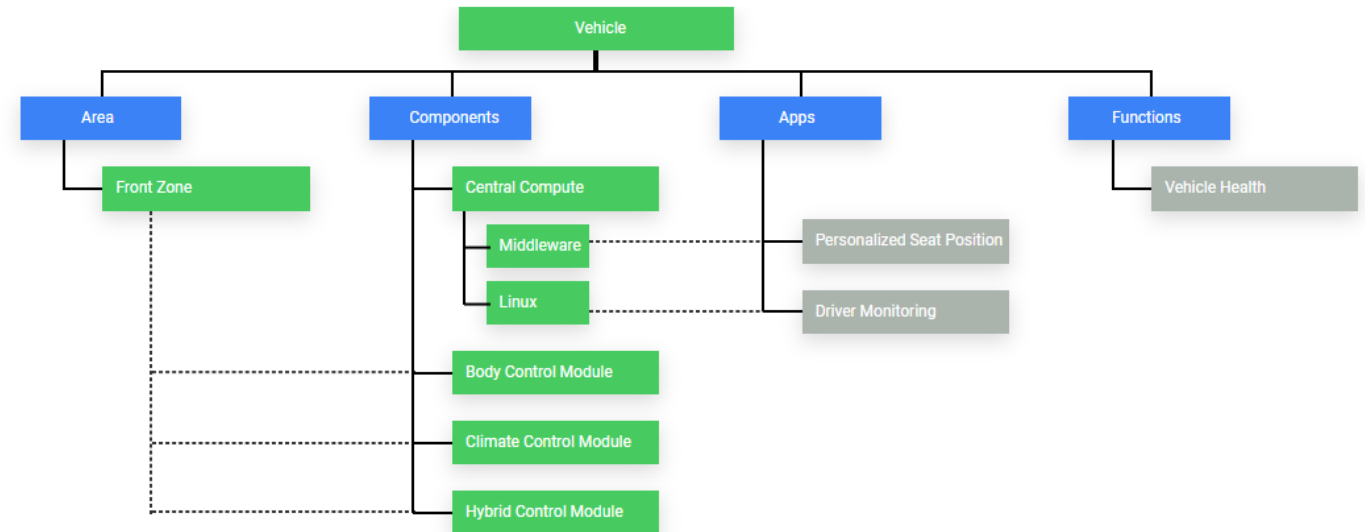 Vehicle
Area
Components
Apps
Functions
Front Zone
Central Compute
Vehicle Health
Middleware
Personalized Seat Position
Linux
Driver Monitoring
Body Control Module
Climate Control Module
Hybrid Control Module